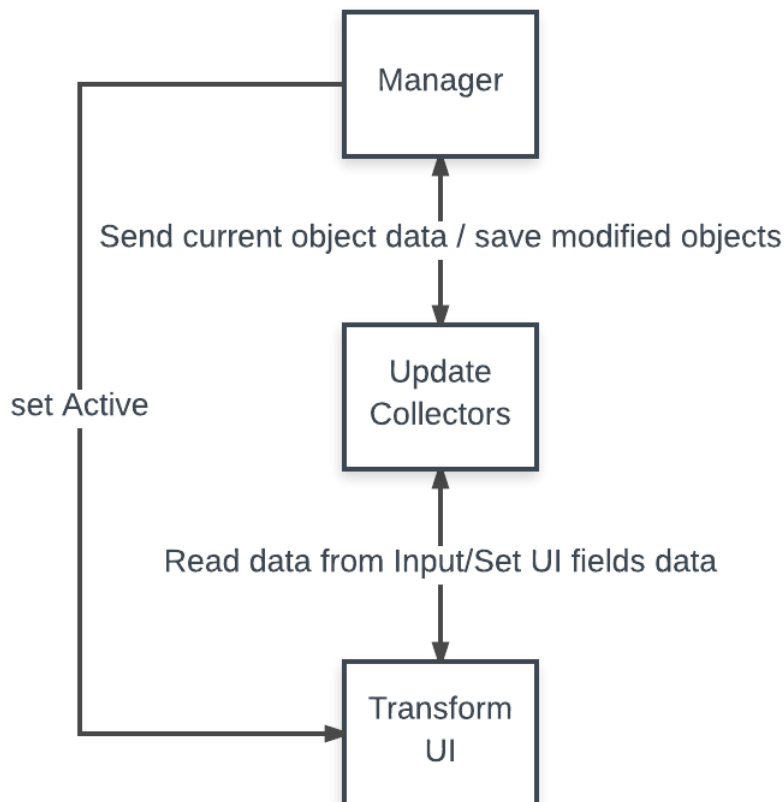 Manager
Send current object data / save modified objects
Update
Collectors
set Active
Read data from Input/Set UI fields data
Transform
UI